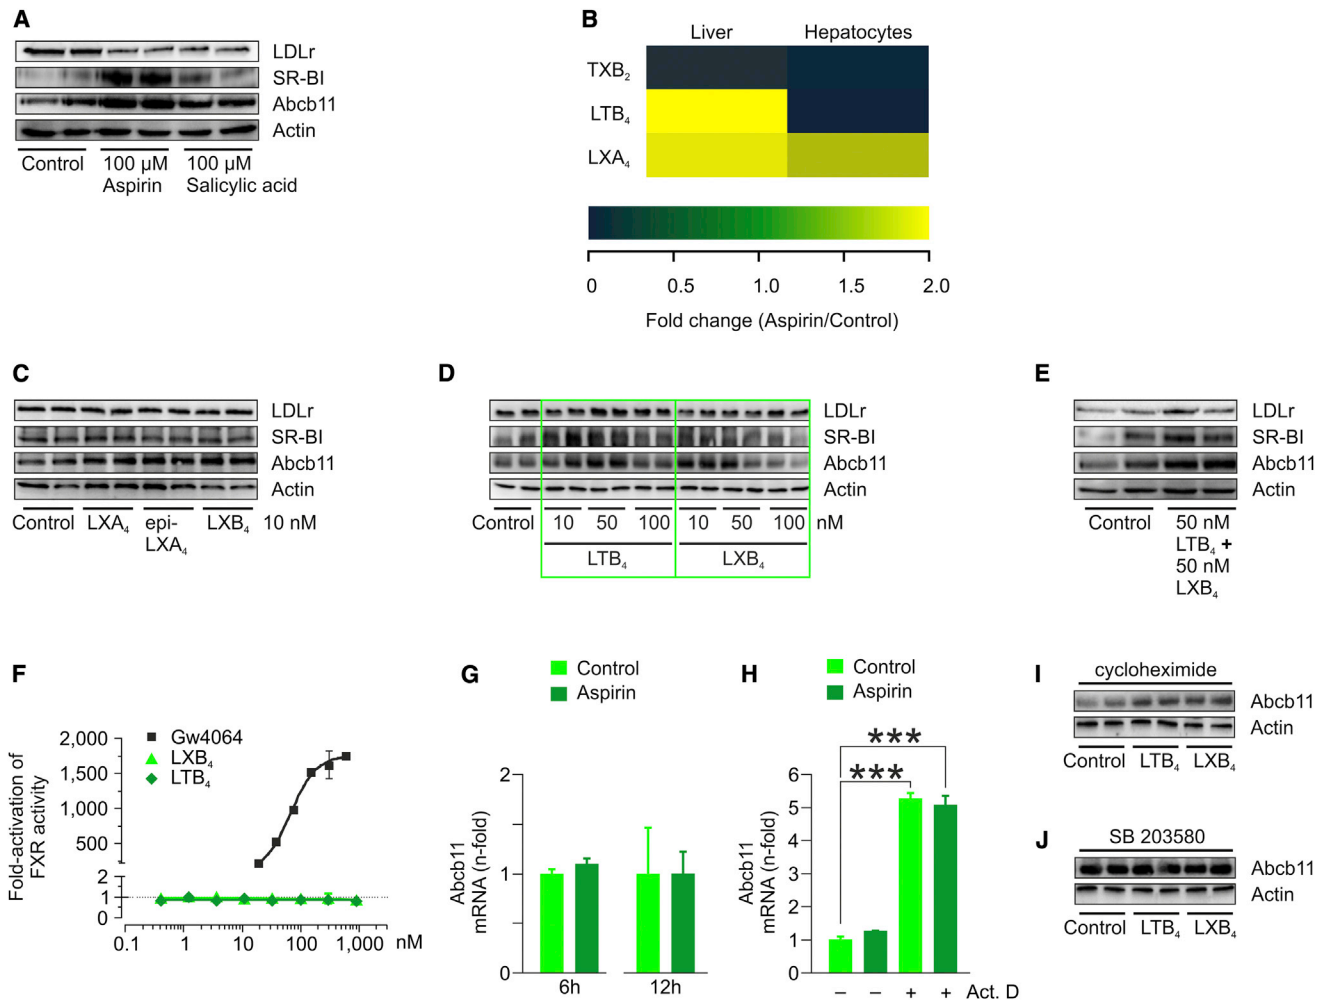 A
LDLr
SR-BI
Abcb11
Actin
Control
100 µM
Aspirin
100 µM
Salicylic acid
B
Liver Hepatocytes
TXB₂
LTB₄
LXA₄
0 0.5 1.0 1.5 2.0
Fold change (Aspirin/Control)
C
LDLr
SR-BI
Abcb11
Actin
Control LXA₄ epi- LXB₄ 10 nM
LXA₄
D
LDLr
SR-BI
Abcb11
Actin
Control 10 50 100 10 50 100 nM
LTB₄ LXB₄
E
LDLr
SR-BI
Abcb11
Actin
Control
50 nM
LTB₄ +
50 nM
LXB₄
F
Gw4064
LXB₄
LTB₄
Fold-activation of
FXR activity
2,000
1,500
1,000
500
2
1
0
0.1 1 10 100 1,000 nM
G
Control
Aspirin
Abcb11
mRNA (n-fold)
2
1
0
6h 12h
H
Control
Aspirin
***
***
Abcb11
mRNA (n-fold)
6
5
4
3
2
1
0
– – + + Act. D
I
cycloheximide
Abcb11
Actin
Control LTB₄ LXB₄
J
SB 203580
Abcb11
Actin
Control LTB₄ LXB₄